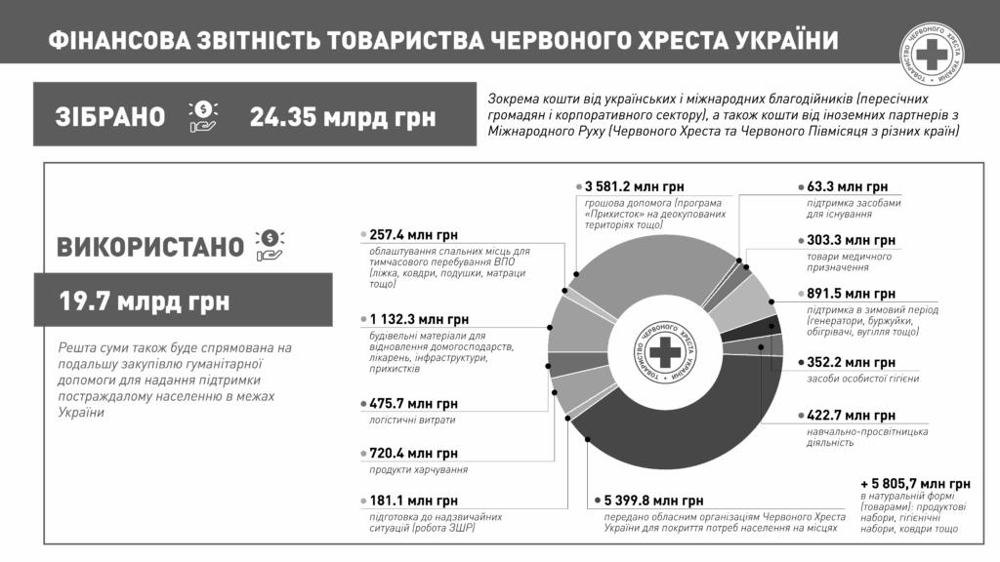 ФІНАНСОВА ЗВІТНІСТЬ ТОВАРИСТВА ЧЕРВОНОГО ХРЕСТА УКРАЇНИ
ТОВАРИСТВО ЧЕРВОНОГО ХРЕСТА УКРАЇНИ
ЗІБРАНО
24.35 млрд грн
Зокрема кошти від українських і міжнародних благодійників (пересічних
громадян і корпоративного сектору), а також кошти від іноземних партнерів з
Міжнародного Руху (Червоного Хреста та Червоного Півмісяця з різних країн)
ВИКОРИСТАНО
19.7 млрд грн
Решта суми також буде спрямована на
подальшу закупівлю гуманітарної
допомоги для надання підтримки
постраждалому населенню в межах
України
257.4 млн грн
облаштування спальних місць для
тимчасового перебування ВПО
(ліжка, ковдри, подушки, матраци
тощо)
1 132.3 млн грн
будівельні матеріали для
відновлення домогосподарств,
лікарень, інфраструктури,
прихистків
475.7 млн грн
логістичні витрати
720.4 млн грн
продукти харчування
181.1 млн грн
підготовка до надзвичайних
ситуацій (робота ЗШР)
3 581.2 млн грн
грошова допомога (програма
«Прихисток» на деокупованих
територіях тощо)
ТОВАРИСТВО ЧЕРВОНОГО ХРЕСТА УКРАЇНИ
5 399.8 млн грн
передано обласним організаціям Червоного Хреста
України для покриття потреб населення на місцях
63.3 млн грн
підтримка засобами
для існування
303.3 млн грн
товари медичного
призначення
891.5 млн грн
підтримка в зимовий період
(генератори, буржуйки,
обігрівачі, вугілля тощо)
352.2 млн грн
засоби особистої гігієни
422.7 млн грн
навчально-просвітницька
діяльність
+ 5 805,7 млн грн
в натуральній формі
(товарами): продуктові
набори, гігієнічні
набори, ковдри тощо